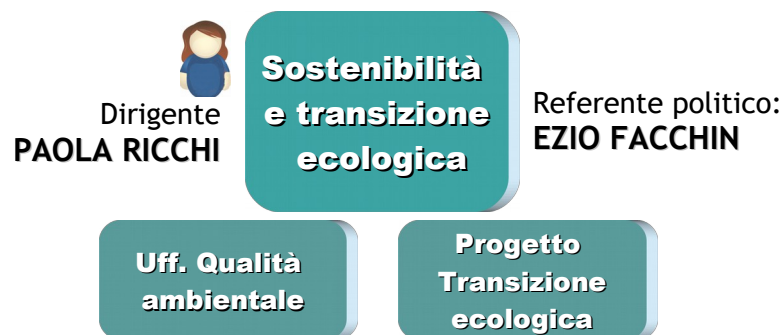 Sostenibilità
e transizione
ecologica
Dirigente
PAOLA RICCHI
Referente politico:
EZIO FACCHIN
Uff. Qualità
ambientale
Progetto
Transizione
ecologica